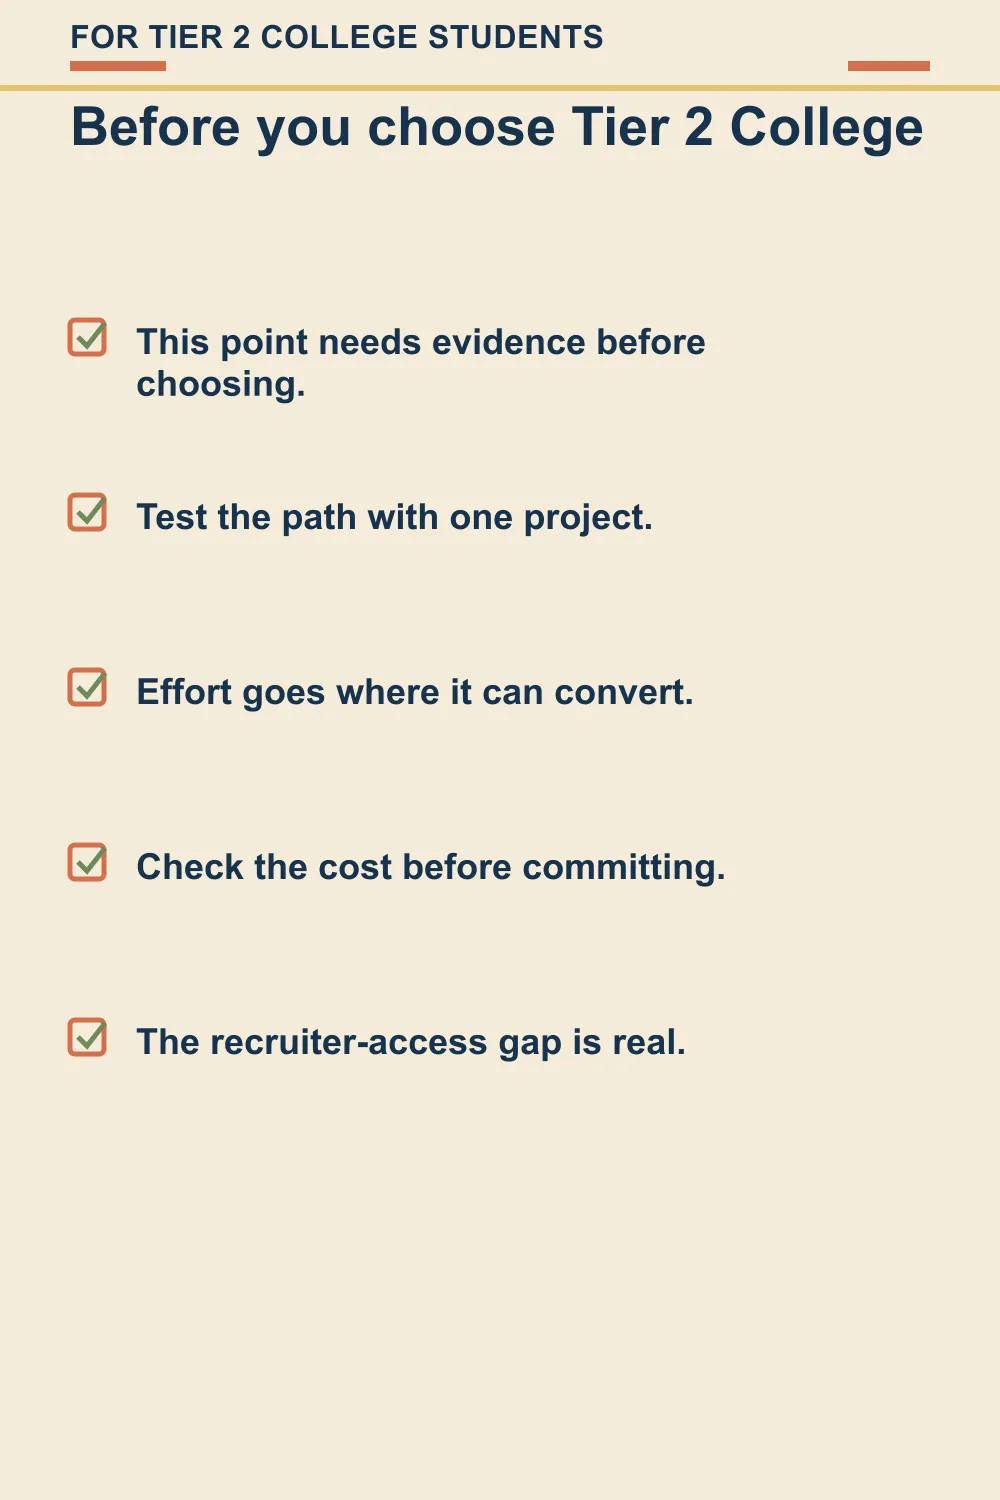 FOR TIER 2 COLLEGE STUDENTS
Before you choose Tier 2 College
This point needs evidence before
choosing.
Test the path with one project.
Effort goes where it can convert.
Check the cost before committing.
The recruiter-access gap is real.